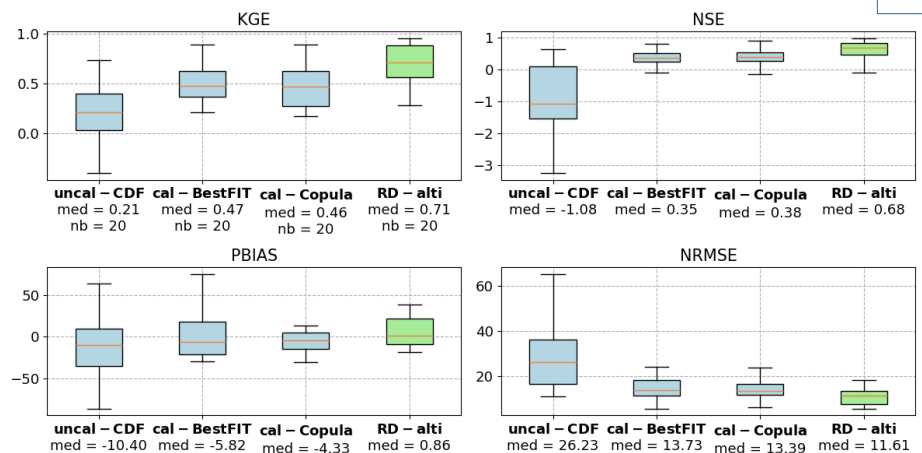 KGE
1.0
0.5
0.0
uncal−CDF cal−BestFIT cal−Copula RD−alti
med = 0.21 med = 0.47 med = 0.46 med = 0.71
nb = 20 nb = 20 nb = 20 nb = 20
NSE
1
0
−1
−2
−3
uncal−CDF cal−BestFIT cal−Copula RD−alti
med = -1.08 med = 0.35 med = 0.38 med = 0.68
PBIAS
50
0
−50
uncal−CDF cal−BestFIT cal−Copula RD−alti
med = -10.40 med = -5.82 med = -4.33 med = 0.86
NRMSE
60
40
20
uncal−CDF cal−BestFIT cal−Copula RD−alti
med = 26.23 med = 13.73 med = 13.39 med = 11.61